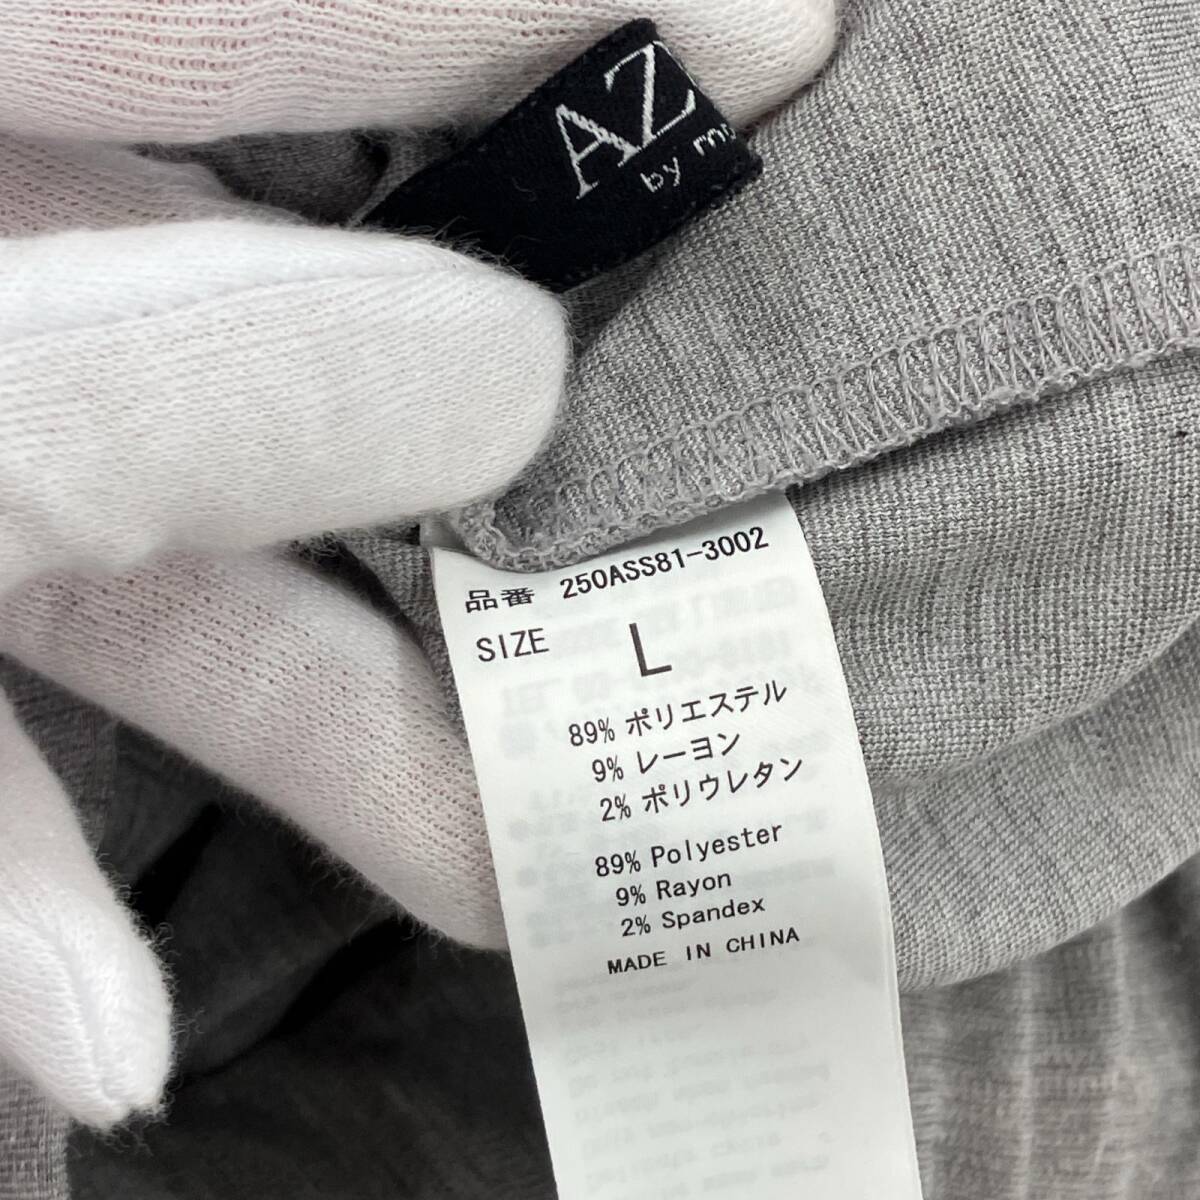 AZ
by
品番 250ASS81-3002
SIZE L
89% ポリエステル
9% レーヨン
2% ポリウレタン
89% Polyester
9% Rayon
2% Spandex
MADE IN CHINA